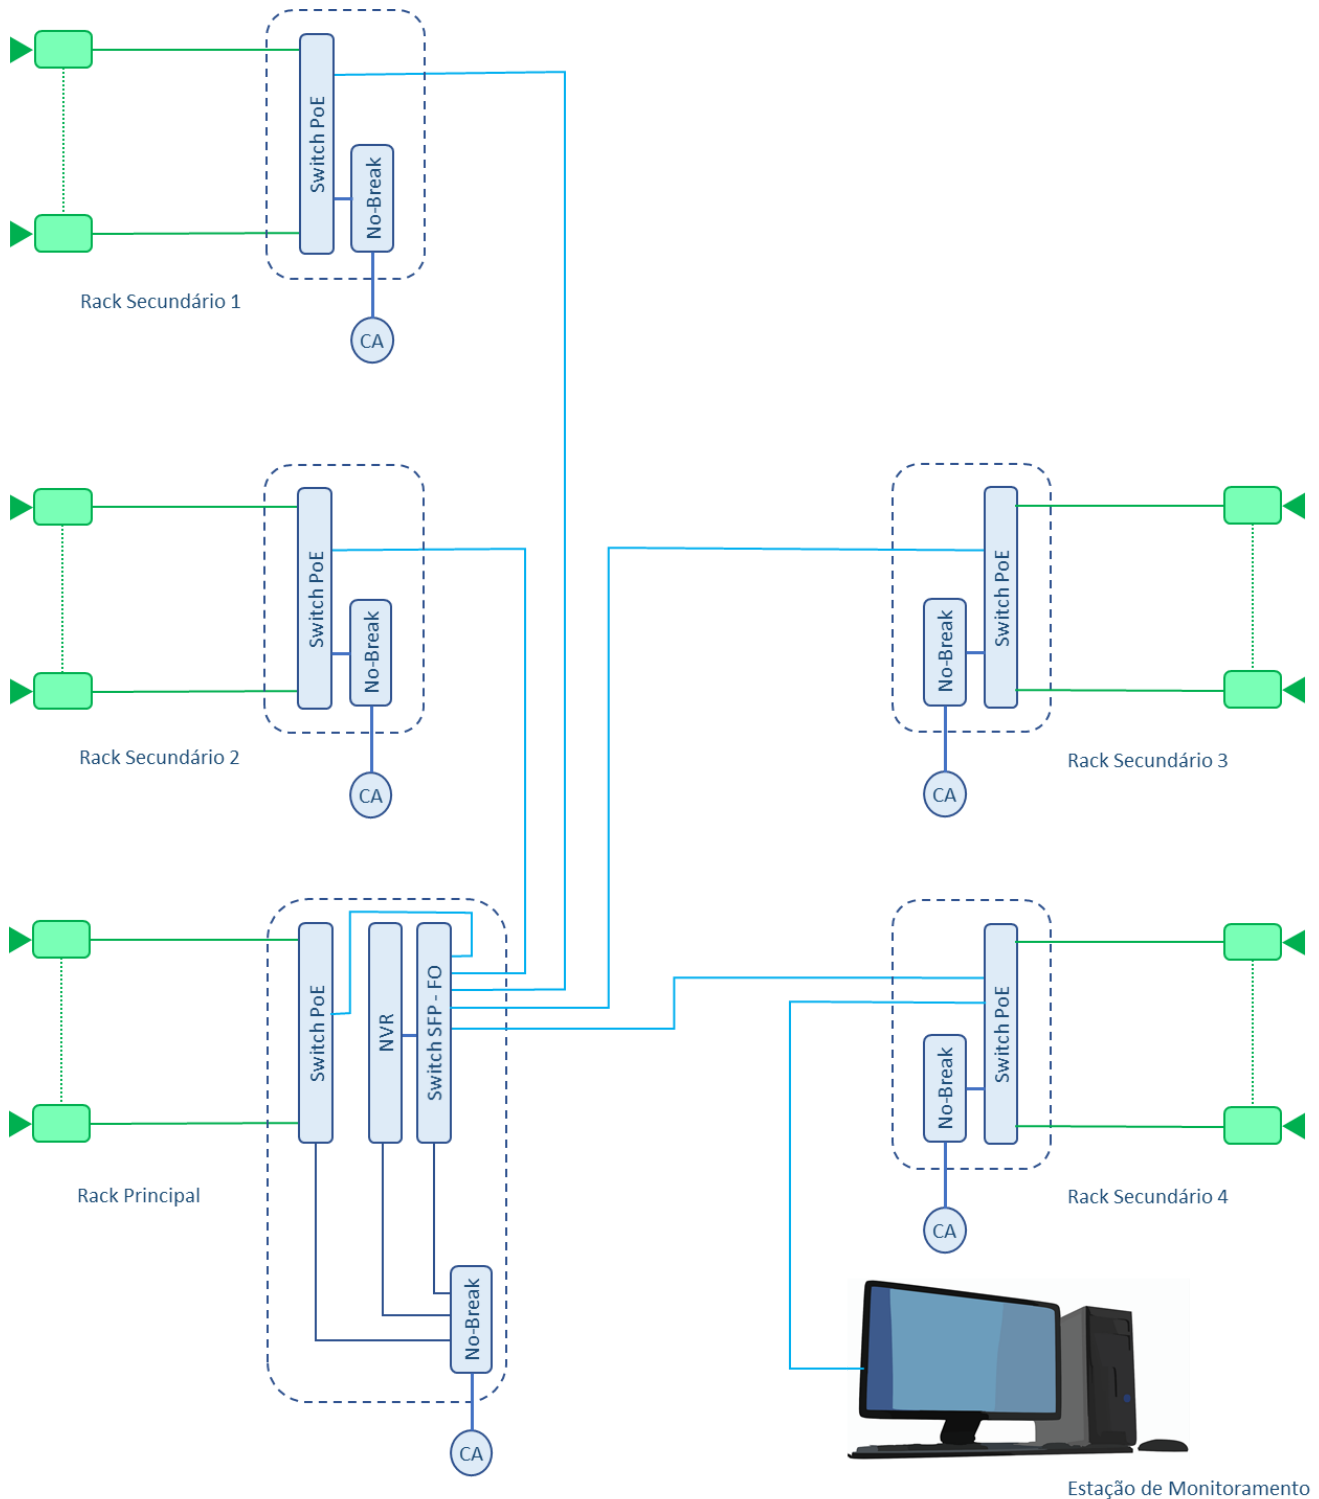 Switch PoE
No-Break
Rack Secundário 1
CA
Switch PoE
No-Break
Rack Secundário 2
CA
No-Break
Switch PoE
Rack Secundário 3
CA
Switch PoE
NVR
Switch SFP - FO
Rack Principal
No-Break
CA
No-Break
Switch PoE
Rack Secundário 4
CA
Estação de Monitoramento